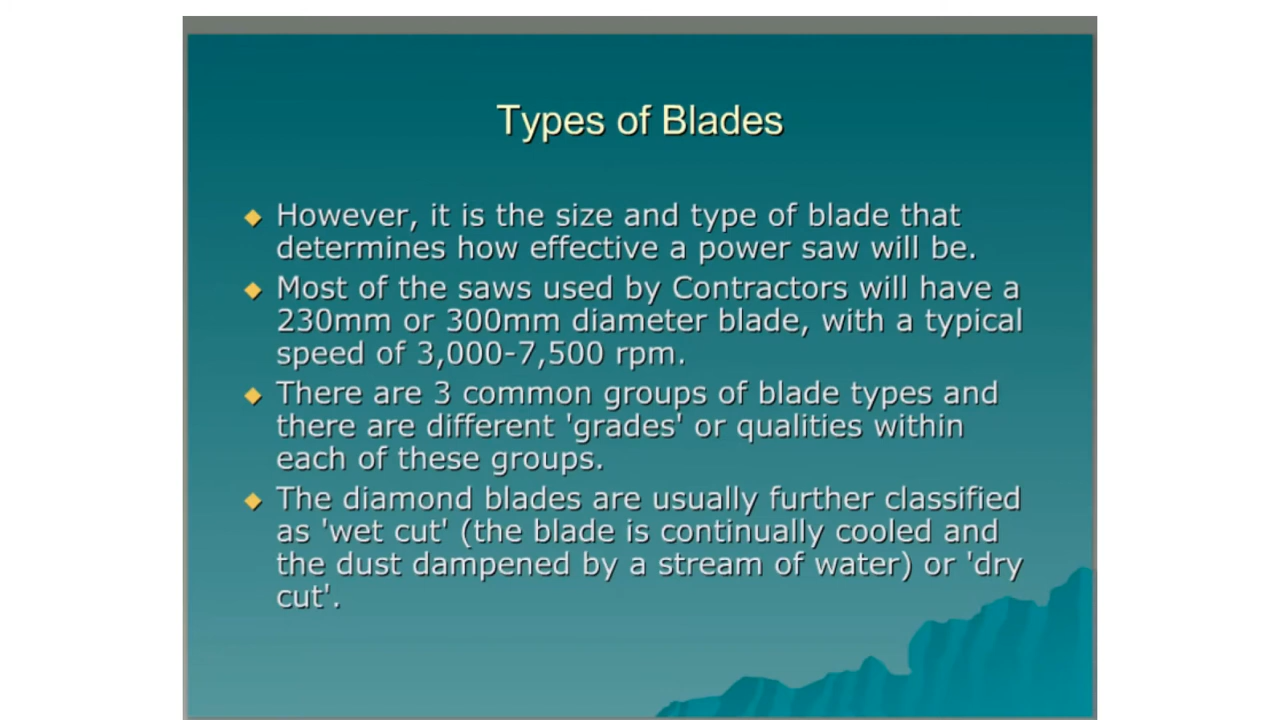 Types of Blades
However, it is the size and type of blade that
determines how effective a power saw will be.
Most of the saws used by Contractors will have a
230mm or 300mm diameter blade, with a typical
speed of 3,000-7,500 rpm.
There are 3 common groups of blade types and
there are different 'grades' or qualities within
each of these groups.
The diamond blades are usually further classified
as 'wet cut' (the blade is continually cooled and
the dust dampened by a stream of water) or 'dry
cut'.